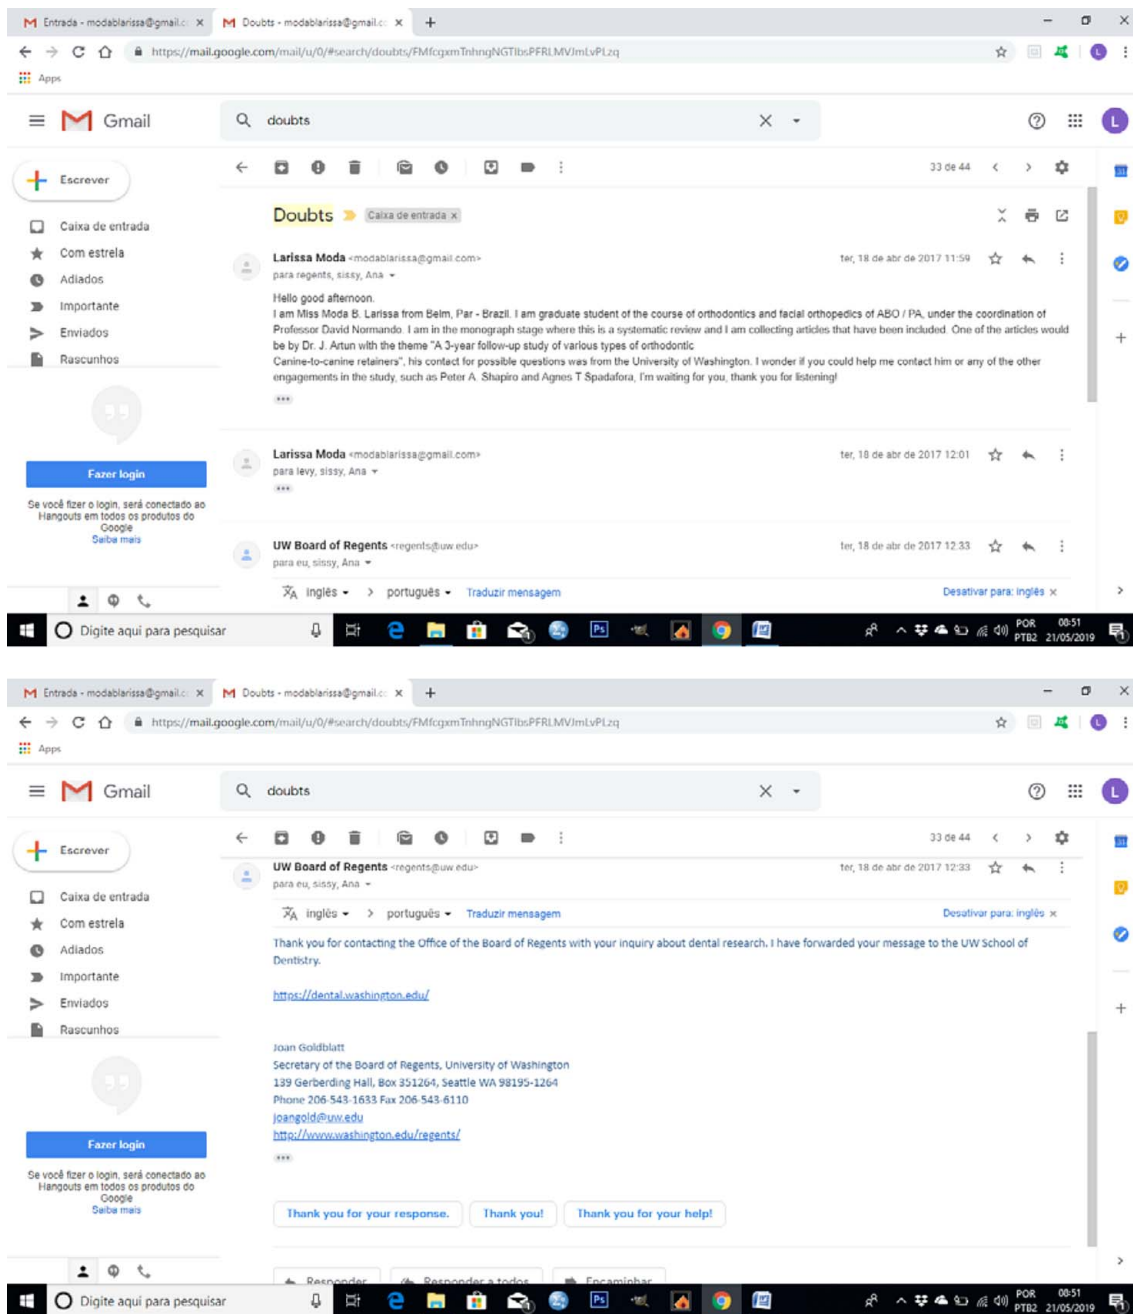 Entrada - modablarissa@gmail.c
Doubts - modablarissa@gmail.c
https://mail.google.com/mail/u/0/#search/doubts/
Apps
Gmail
doubts
L
Escrever
33 de 44
Caixa de entrada
Com estrela
Adiados
Importante
Enviados
Rascunhos
Doubts
Caixa de entrada x
Larissa Moda <modablarissa@gmail.com>
ter, 18 de abr de 2017 11:59
para regents, sissy, Ana
Hello good afternoon.
I am Miss Moda B. Larissa from Belm, Par - Brazil. I am graduate student of the course of orthodontics and facial orthopedics of ABO / PA, under the coordination of
Professor David Normando. I am in the monograph stage where this is a systematic review and I am collecting articles that have been included. One of the articles would
be by Dr. J. Artun with the theme "A 3-year follow-up study of various types of orthodontic
Canine-to-canine retainers", his contact for possible questions was from the University of Washington. I wonder if you could help me contact him or any of the other
engagements in the study, such as Peter A. Shapiro and Agnes T Spadafora, I'm waiting for you, thank you for listening!
Larissa Moda <modablarissa@gmail.com>
ter, 18 de abr de 2017 12:01
para levy, sissy, Ana
UW Board of Regents <regents@uw.edu>
ter, 18 de abr de 2017 12:33
para eu, sissy, Ana
inglês > português Traduzir mensagem
Desativar para: inglês x
Fazer login
Se você fizer o login, será conectado ao
Hangouts em todos os produtos do
Google
Saiba mais
Digite aqui para pesquisar
POR 08:51
PTB2 21/05/2019
Entrada - modablarissa@gmail.c
Doubts - modablarissa@gmail.c
https://mail.google.com/mail/u/0/#search/doubts/
Apps
Gmail
doubts
L
Escrever
33 de 44
Caixa de entrada
Com estrela
Adiados
Importante
Enviados
Rascunhos
UW Board of Regents <regents@uw.edu>
ter, 18 de abr de 2017 12:33
para eu, sissy, Ana
inglês > português Traduzir mensagem
Desativar para: inglês x
Thank you for contacting the Office of the Board of Regents with your inquiry about dental research. I have forwarded your message to the UW School of
Dentistry.
https://dental.washington.edu/
Joan Goldblatt
Secretary of the Board of Regents, University of Washington
139 Gerberding Hall, Box 351264, Seattle WA 98195-1264
Phone 206-543-1633 Fax 206-543-6110
joangold@uw.edu
http://www.washington.edu/regents/
Thank you for your response.
Thank you!
Thank you for your help!
Responder
Responder a todos
Encaminhar
Fazer login
Se você fizer o login, será conectado ao
Hangouts em todos os produtos do
Google
Saiba mais
Digite aqui para pesquisar
POR 08:51
PTB2 21/05/2019